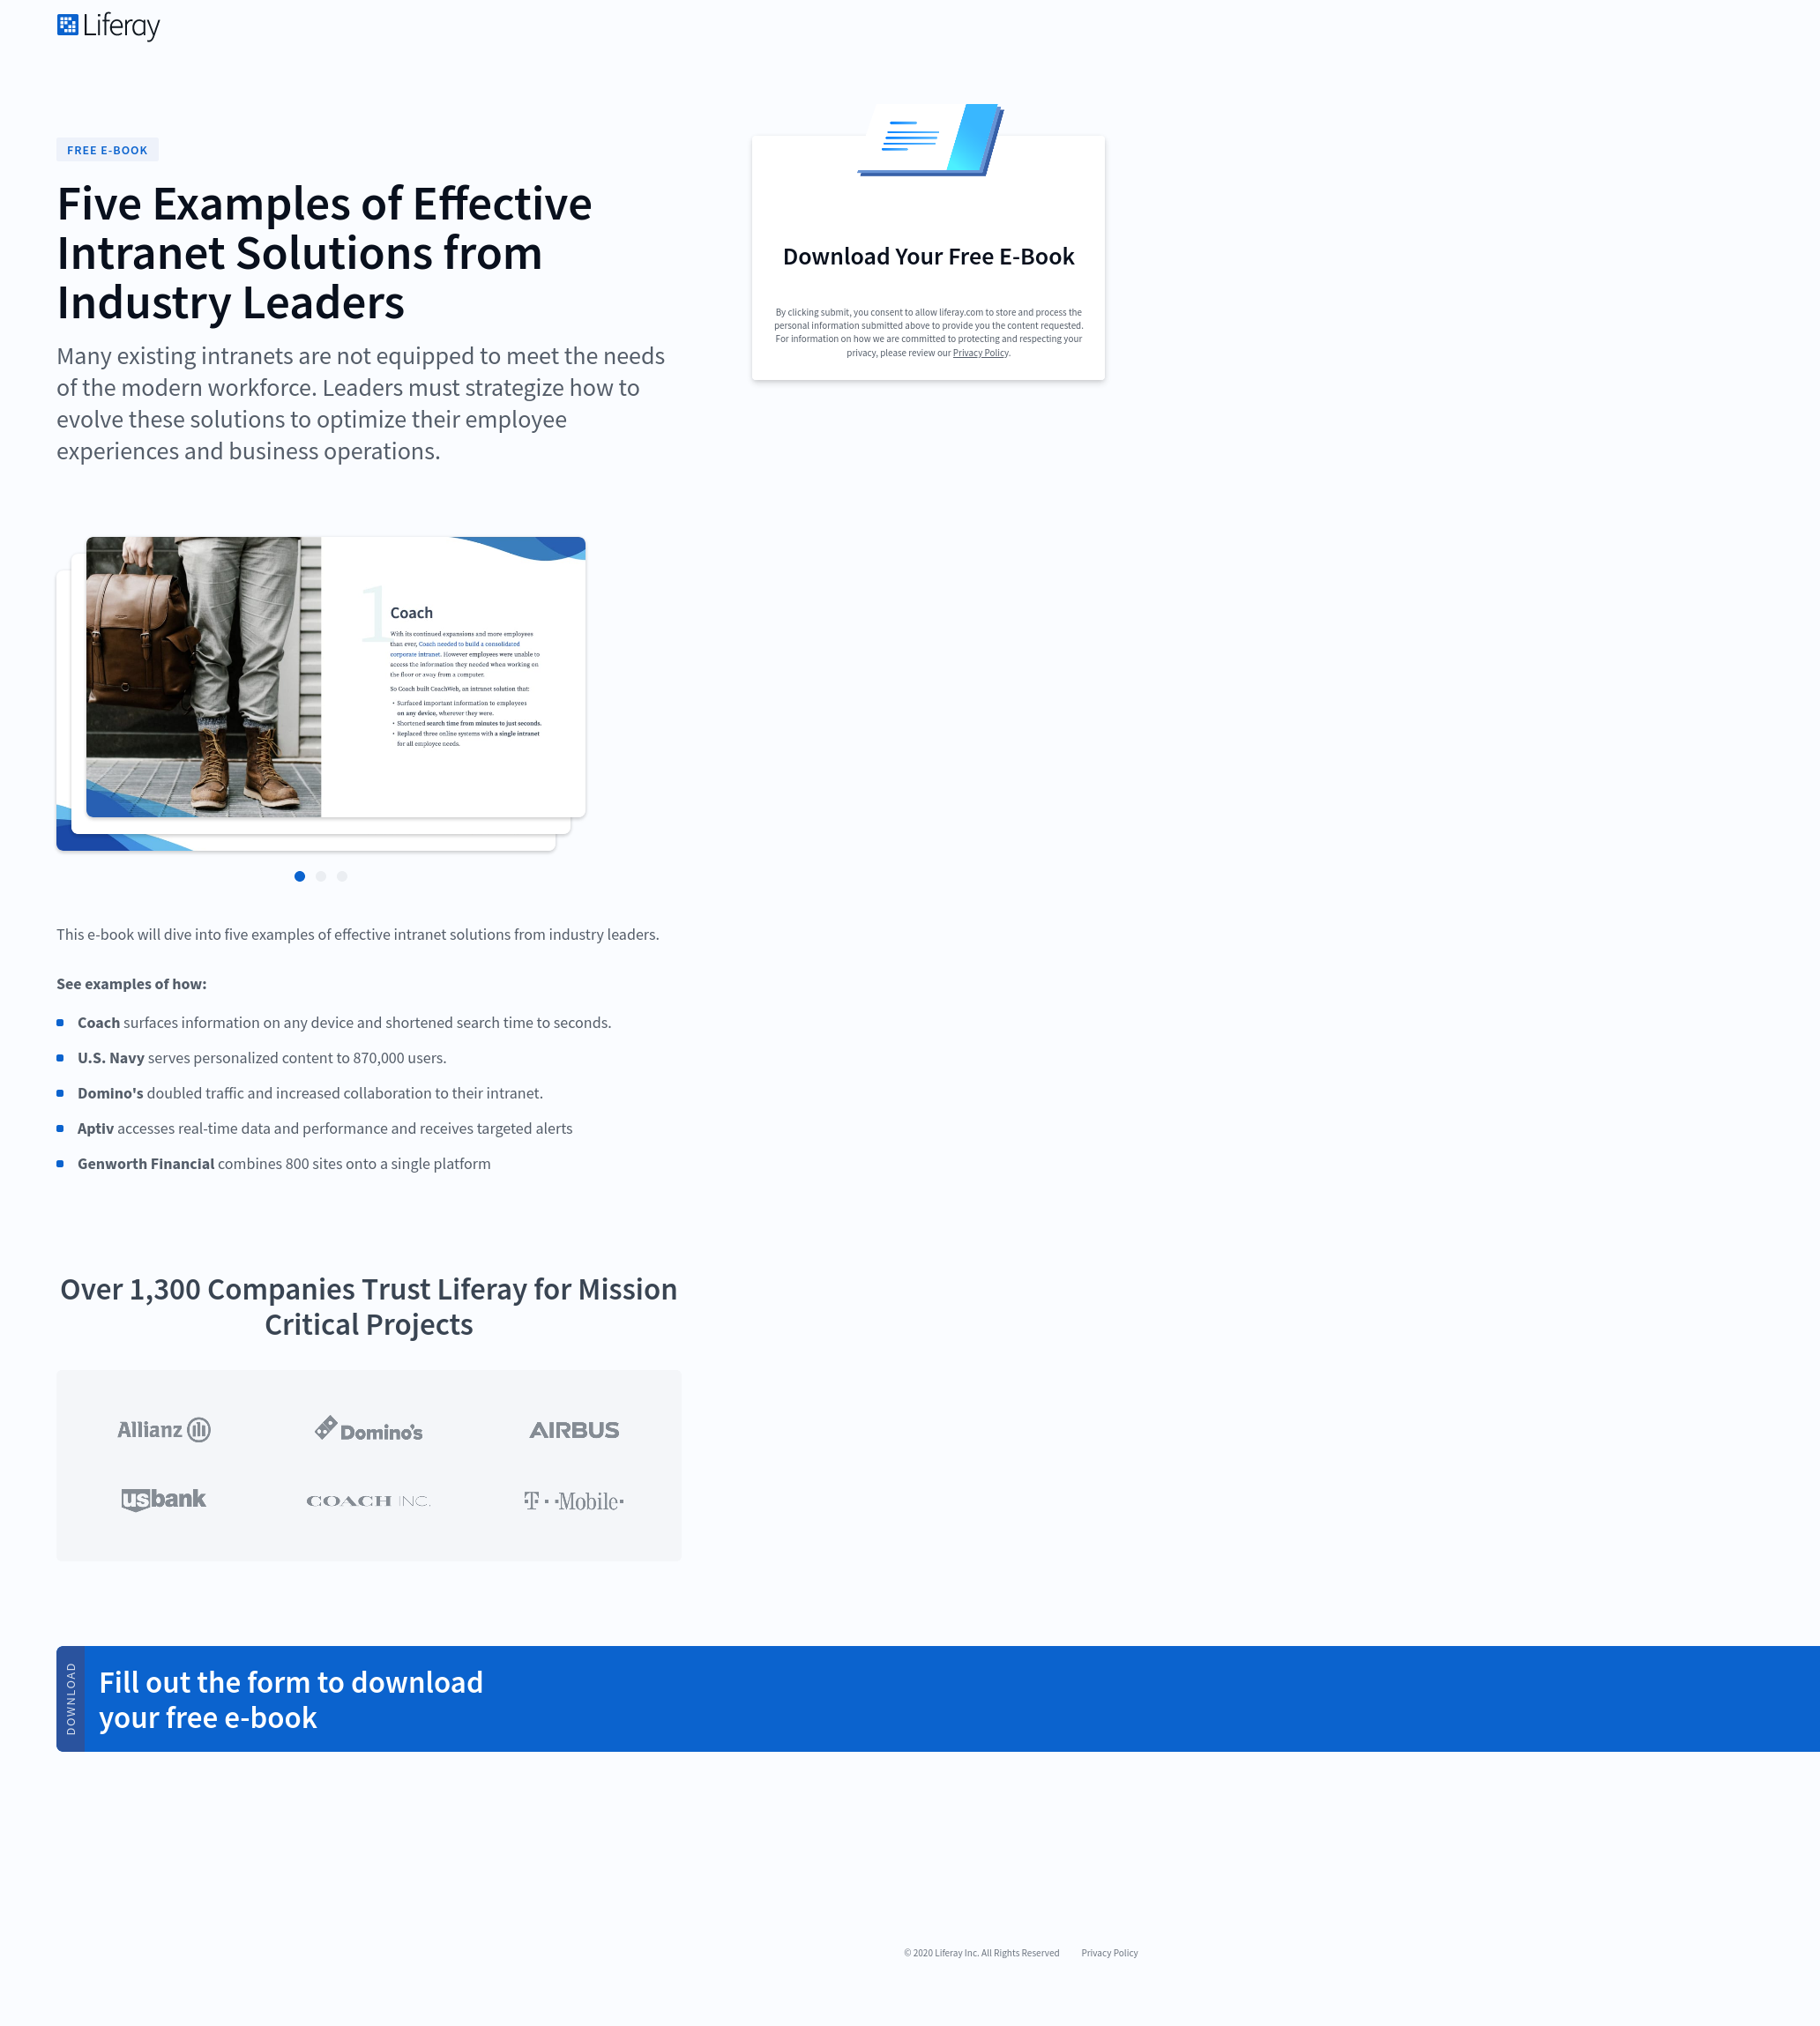 Liferay
FREE E-BOOK
Five Examples of Effective
Intranet Solutions from
Industry Leaders
Many existing intranets are not equipped to meet the needs
of the modern workforce. Leaders must strategize how to
evolve these solutions to optimize their employee
experiences and business operations.
Download Your Free E-Book
By clicking submit, you consent to allow liferay.com to store and process the
personal information submitted above to provide you the content requested.
For information on how we are committed to protecting and respecting your
privacy, please review our Privacy Policy.
1
Coach
With its continued expansions and more employees
than ever, Coach needed to build a consolidated
corporate intranet. However employees were unable to
access the information they needed when working on
the floor or away from a computer.
So Coach built CoachWeb, an intranet solution that:
• Surfaced important information to employees
on any device, wherever they were.
• Shortened search time from minutes to just seconds.
• Replaced three online systems with a single intranet
for all employee needs.
This e-book will dive into five examples of effective intranet solutions from industry leaders.
See examples of how:
Coach surfaces information on any device and shortened search time to seconds.
U.S. Navy serves personalized content to 870,000 users.
Domino's doubled traffic and increased collaboration to their intranet.
Aptiv accesses real-time data and performance and receives targeted alerts
Genworth Financial combines 800 sites onto a single platform
Over 1,300 Companies Trust Liferay for Mission
Critical Projects
Allianz
Domino's
AIRBUS
usbank
COACH INC.
T-Mobile
DOWNLOAD
Fill out the form to download
your free e-book
© 2020 Liferay Inc. All Rights Reserved
Privacy Policy